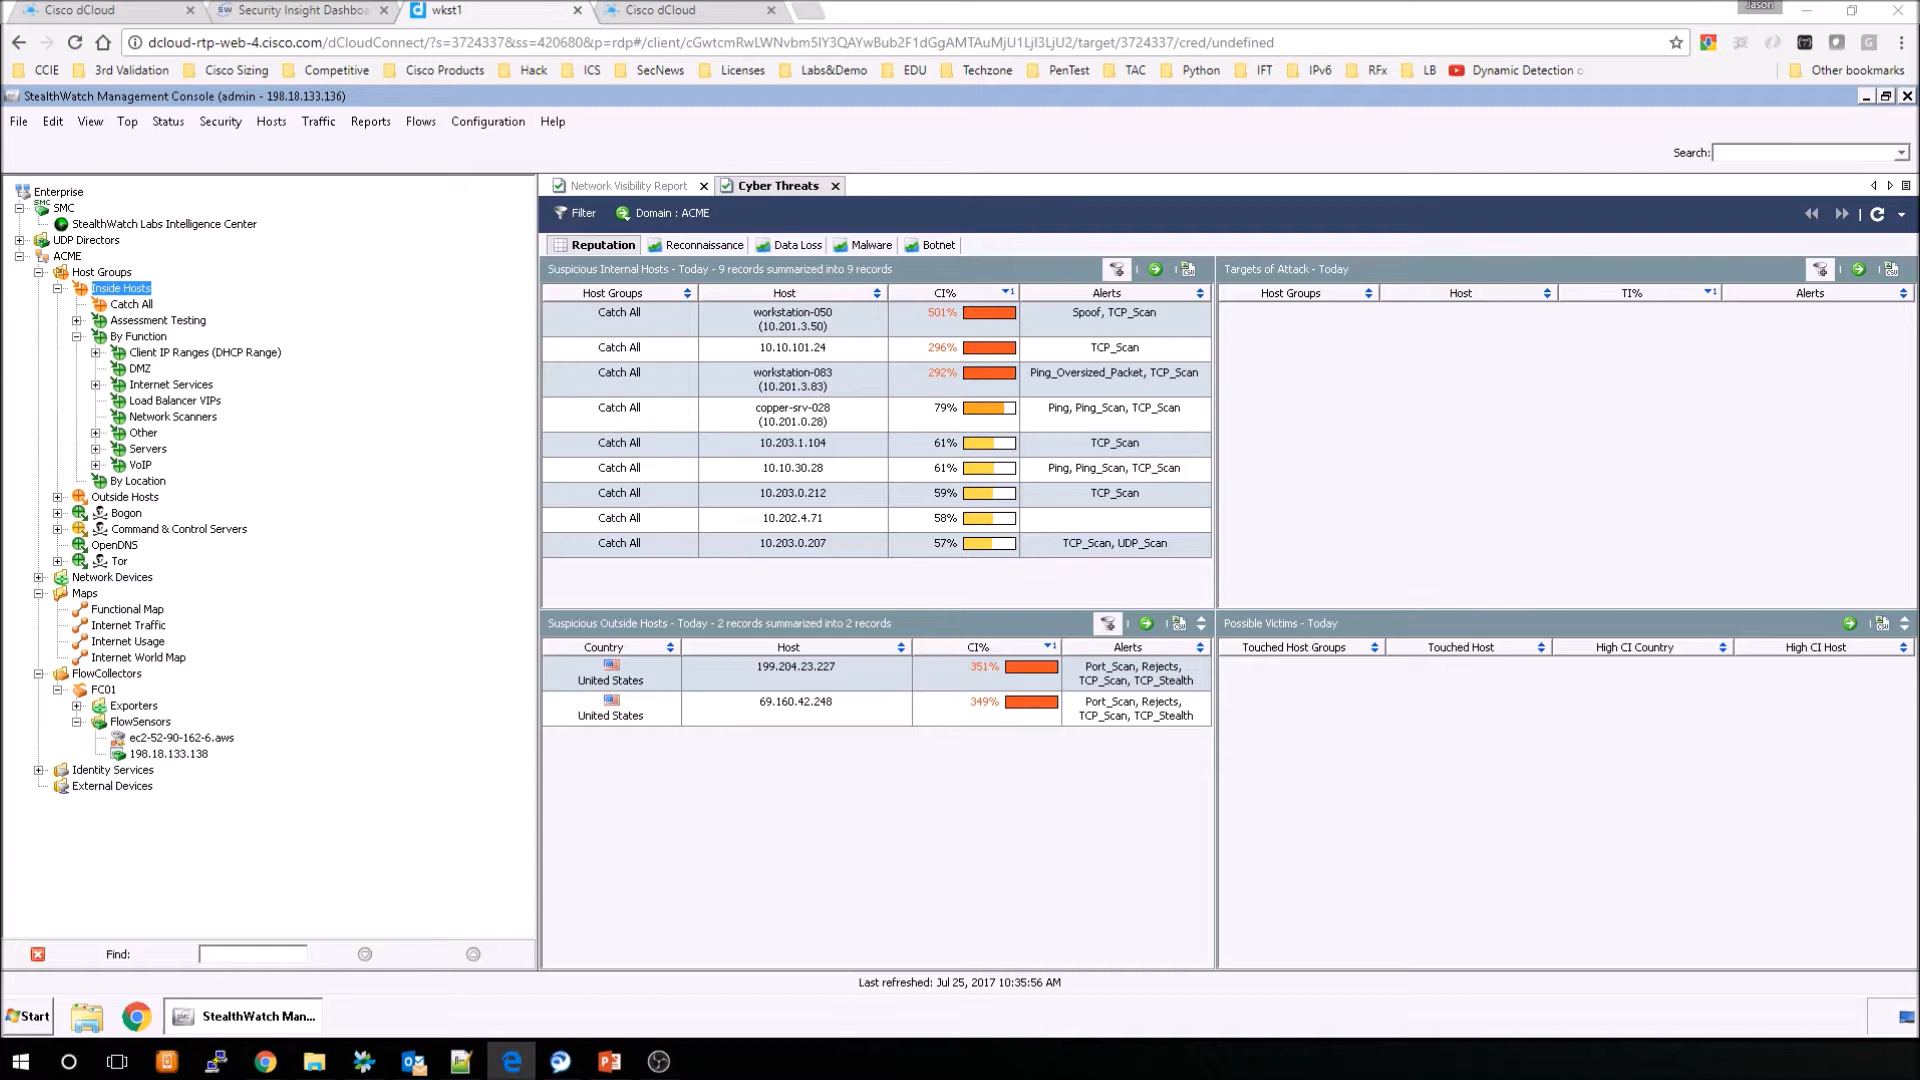 Cisco dCloud
Security Insight Dashbo
wkst1
Cisco dCloud
Jason
dcloud-rtp-web-4.cisco.com/dCloudConnect/?s=3724337&ss=420680&p=rdp#/client/
/target/3724337/cred/undefined
CCIE 3rd Validation Cisco Sizing Competitive Cisco Products Hack ICS SecNews Licenses Labs&Demo EDU Techzone PenTest TAC Python IFT IPv6 RFx LB Dynamic Detection Other bookmarks
StealthWatch Management Console (admin - 198.18.133.136)
File Edit View Top Status Security Hosts Traffic Reports Flows Configuration Help
Search:
Enterprise
SMC
StealthWatch Labs Intelligence Center
UDP Directors
ACME
Host Groups
Inside Hosts
Catch All
Assessment Testing
By Function
Client IP Ranges (DHCP Range)
DMZ
Internet Services
Load Balancer VIPs
Network Scanners
Other
Servers
VoIP
By Location
Outside Hosts
Bogon
Command & Control Servers
OpenDNS
Tor
Network Devices
Maps
Functional Map
Internet Traffic
Internet Usage
Internet World Map
FlowCollectors
FC01
Exporters
FlowSensors
ec2-52-90-162-6.aws
198.18.133.138
Identity Services
External Devices
Find:
Network Visibility Report
Cyber Threats
Filter Domain : ACME
Reputation Reconnaissance Data Loss Malware Botnet
Suspicious Internal Hosts - Today - 9 records summarized into 9 records
Host Groups Host CI% 1 Alerts
Catch All workstation-050 501% Spoof, TCP_Scan
(10.201.3.50)
Catch All 10.10.101.24 296% TCP_Scan
Catch All workstation-083 292% Ping_Oversized_Packet, TCP_Scan
(10.201.3.83)
Catch All copper-srv-028 79% Ping, Ping_Scan, TCP_Scan
(10.201.0.28)
Catch All 10.203.1.104 61% TCP_Scan
Catch All 10.10.30.28 61% Ping, Ping_Scan, TCP_Scan
Catch All 10.203.0.212 59% TCP_Scan
Catch All 10.202.4.71 58%
Catch All 10.203.0.207 57% TCP_Scan, UDP_Scan
Targets of Attack - Today
Host Groups Host TI% 1 Alerts
Suspicious Outside Hosts - Today - 2 records summarized into 2 records
Country Host CI% 1 Alerts
199.204.23.227 351% Port_Scan, Rejects,
United States TCP_Scan, TCP_Stealth
69.160.42.248 349% Port_Scan, Rejects,
United States TCP_Scan, TCP_Stealth
Possible Victims - Today
Touched Host Groups Touched Host High CI Country High CI Host
Last refreshed: Jul 25, 2017 10:35:56 AM
Start
StealthWatch Man...